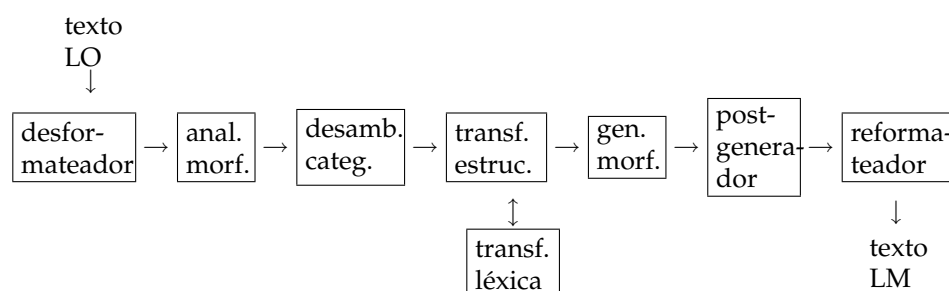 texto
LO
↓
desfor-
mateador
→
anal.
morf.
→
desamb.
categ.
→
transf.
estruc.
→
gen.
morf.
→
post-
genera-
dor
→
reforma-
teador
↕
transf.
léxica
↓
texto
LM